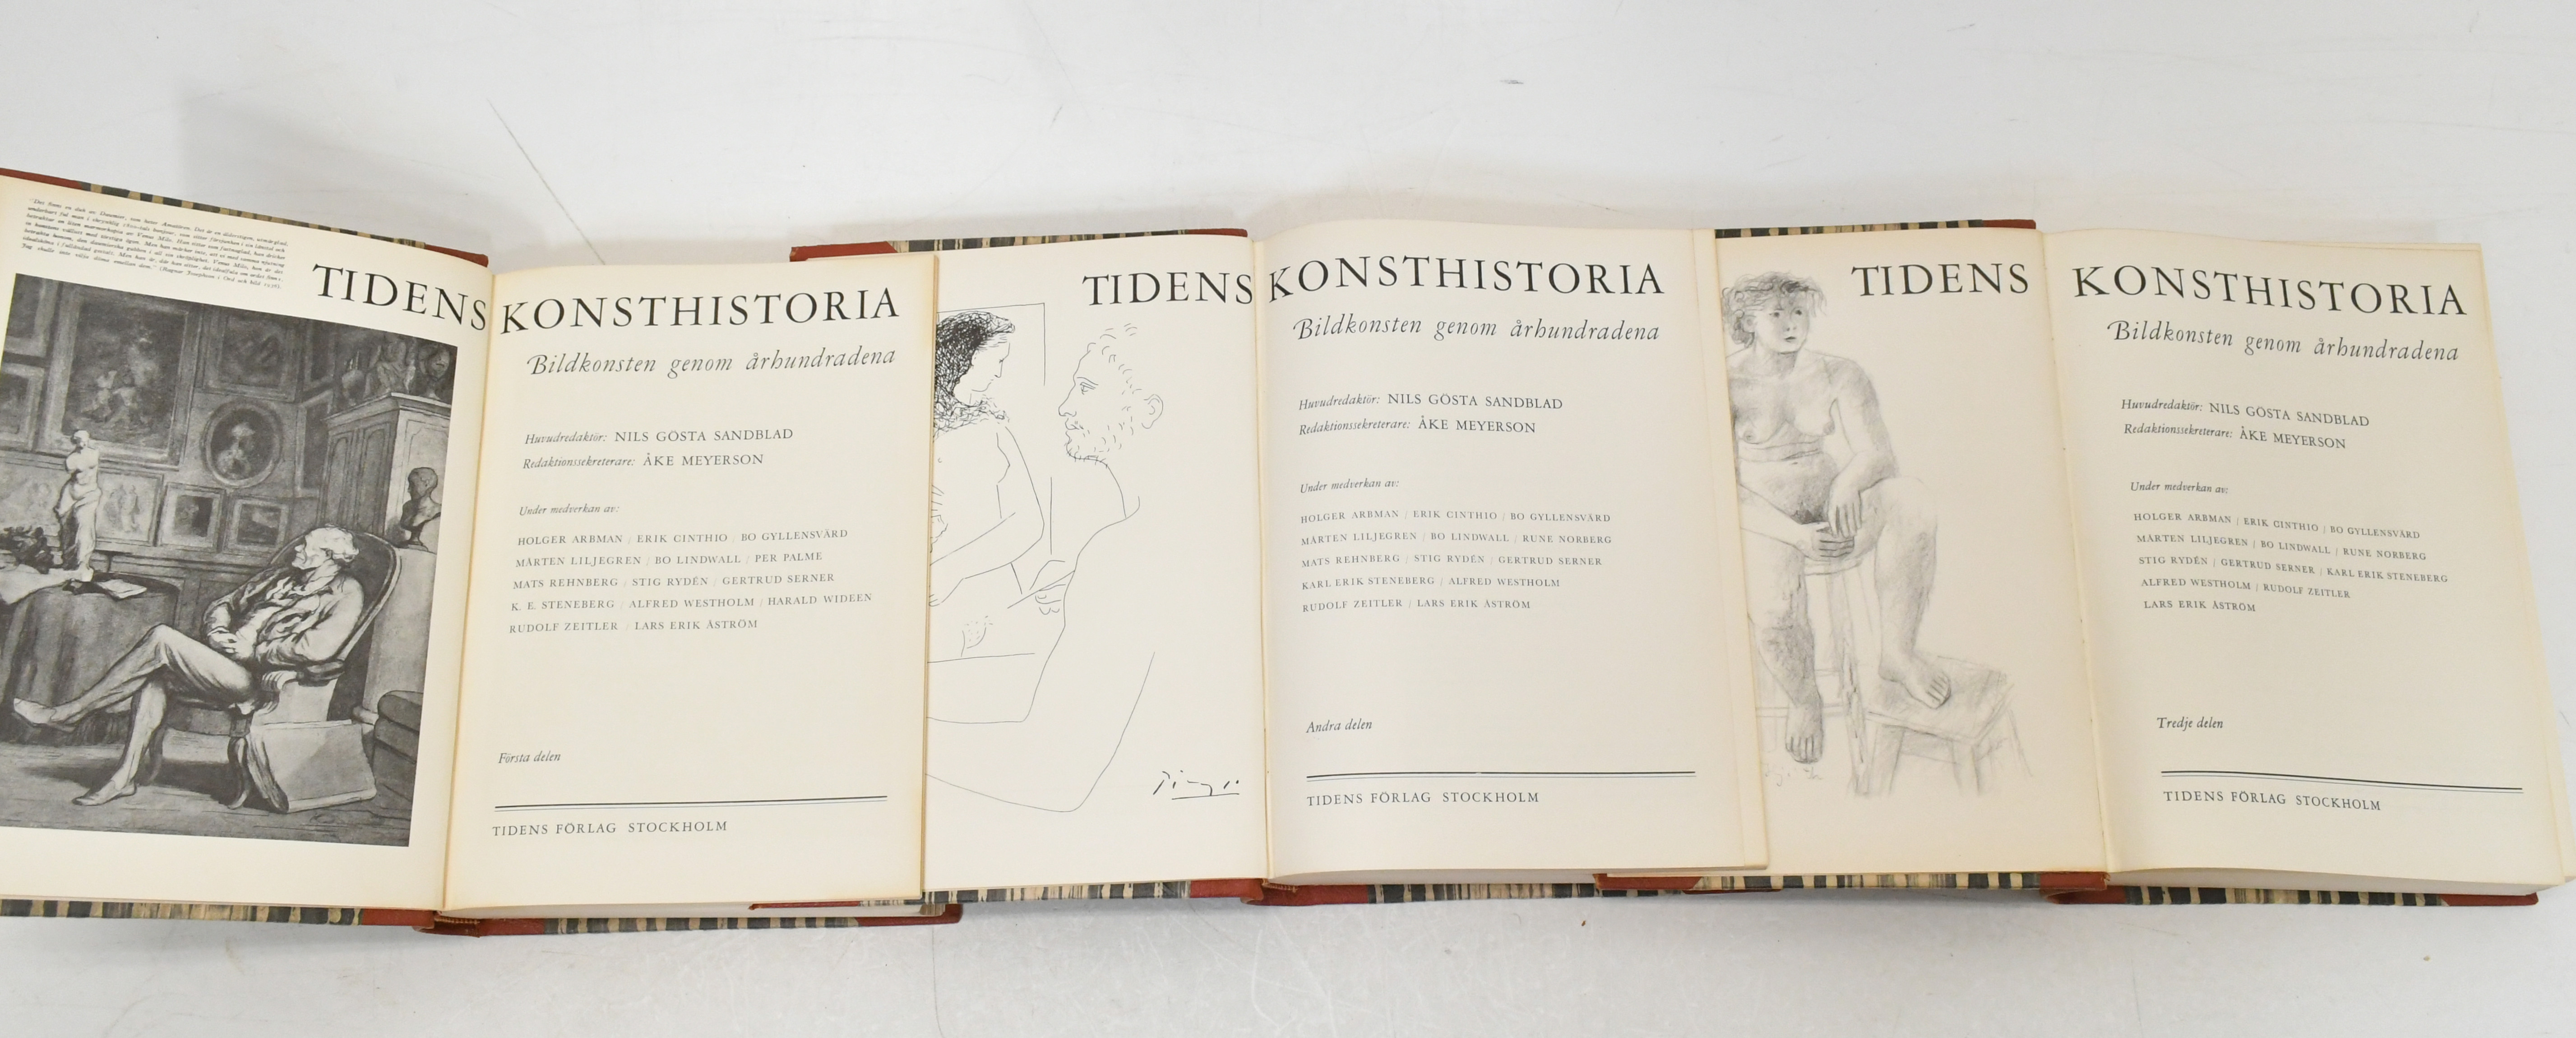 TIDENS KONSTHISTORIA
Bildkonsten genom århundradena
Huvudredaktör: NILS GÖSTA SANDBLAD
Redaktionssekreterare: ÅKE MEYERSON
Under medverkan av:
HOLGER ARBMAN / ERIK CINTHIO / BO GYLLENSVÄRD
MÅRTEN LILJEGREN / BO LINDWALL / PER PALME
MATS REHNBERG / STIG RYDÉN / GERTRUD SERNER
K. E. STENEBERG / ALFRED WESTHOLM / HARALD WIDEEN
RUDOLF ZEITLER / LARS ERIK ÅSTRÖM
Första delen
TIDENS FÖRLAG STOCKHOLM
TIDENS KONSTHISTORIA
Bildkonsten genom århundradena
Huvudredaktör: NILS GÖSTA SANDBLAD
Redaktionssekreterare: ÅKE MEYERSON
Under medverkan av:
HOLGER ARBMAN / ERIK CINTHIO / BO GYLLENSVÄRD
MÅRTEN LILJEGREN / BO LINDWALL / RUNE NORBERG
MATS REHNBERG / STIG RYDÉN / GERTRUD SERNER
KARL ERIK STENEBERG / ALFRED WESTHOLM
RUDOLF ZEITLER / LARS ERIK ÅSTRÖM
Andra delen
TIDENS FÖRLAG STOCKHOLM
TIDENS KONSTHISTORIA
Bildkonsten genom århundradena
Huvudredaktör: NILS GÖSTA SANDBLAD
Redaktionssekreterare: ÅKE MEYERSON
Under medverkan av:
HOLGER ARBMAN / ERIK CINTHIO / BO GYLLENSVÄRD
MÅRTEN LILJEGREN / BO LINDWALL / RUNE NORBERG
STIG RYDÉN / GERTRUD SERNER / KARL ERIK STENEBERG
ALFRED WESTHOLM / RUDOLF ZEITLER
LARS ERIK ÅSTRÖM
Tredje delen
TIDENS FÖRLAG STOCKHOLM